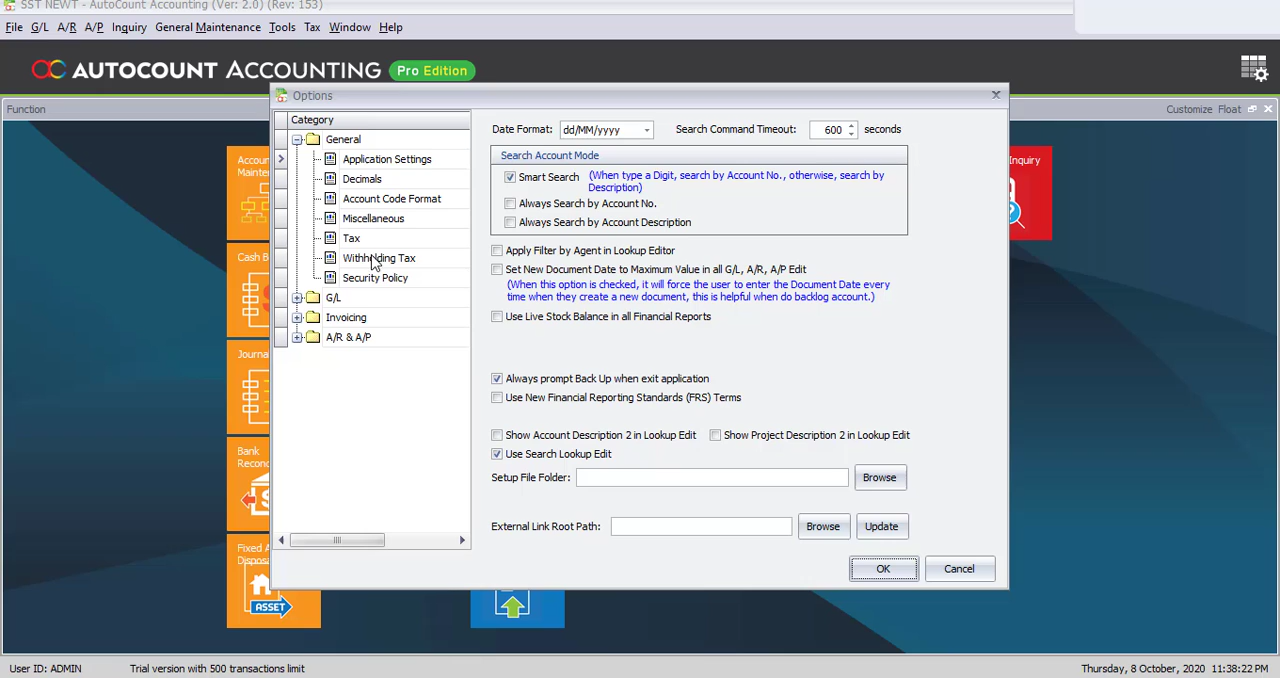 SST NEWT - AutoCount Accounting (Ver: 2.0) (Rev: 153)
File G/L A/R A/P Inquiry General Maintenance Tools Tax Window Help
AUTOCOUNT ACCOUNTING Pro Edition
Function
Customize Float
Options
Category
General
Application Settings
Decimals
Account Code Format
Miscellaneous
Tax
Withholding Tax
Security Policy
G/L
Invoicing
A/R & A/P
Date Format: dd/MM/yyyy Search Command Timeout: 600 seconds
Search Account Mode
Smart Search (When type a Digit, search by Account No., otherwise, search by
Description)
Always Search by Account No.
Always Search by Account Description
Apply Filter by Agent in Lookup Editor
Set New Document Date to Maximum Value in all G/L, A/R, A/P Edit
(When this option is checked, it will force the user to enter the Document Date every
time when they create a new document, this is helpful when do backlog account.)
Use Live Stock Balance in all Financial Reports
Always prompt Back Up when exit application
Use New Financial Reporting Standards (FRS) Terms
Show Account Description 2 in Lookup Edit Show Project Description 2 in Lookup Edit
Use Search Lookup Edit
Setup File Folder: Browse
External Link Root Path: Browse Update
OK Cancel
Cash B
Bank
ASSET
Inquiry
User ID: ADMIN Trial version with 500 transactions limit Thursday, 8 October, 2020 11:38:22 PM